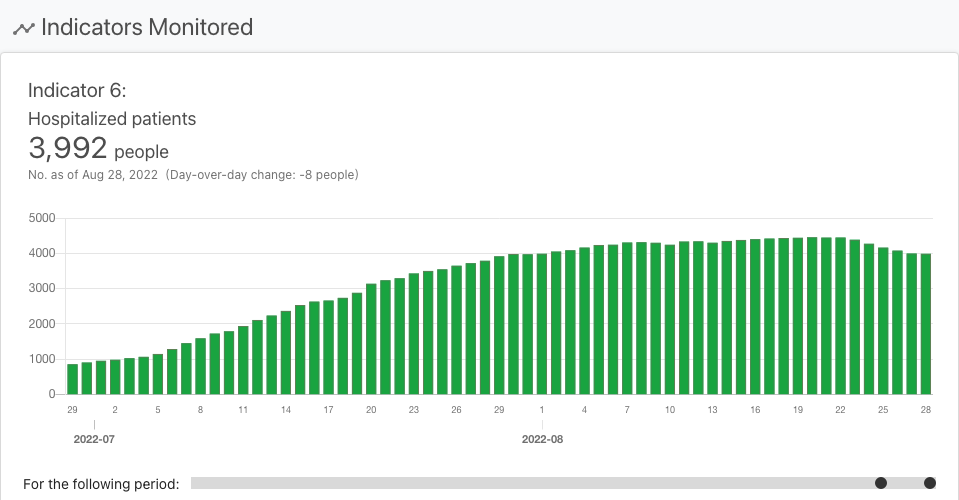 Indicators Monitored
Indicator 6:
Hospitalized patients
3,992 people
No. as of Aug 28, 2022 (Day-over-day change: -8 people)
5000
4000
3000
2000
1000
0
29 2 5 8 11 14 17 20 23 26 29 1 4 7 10 13 16 19 22 25 28
2022-07 2022-08
For the following period: